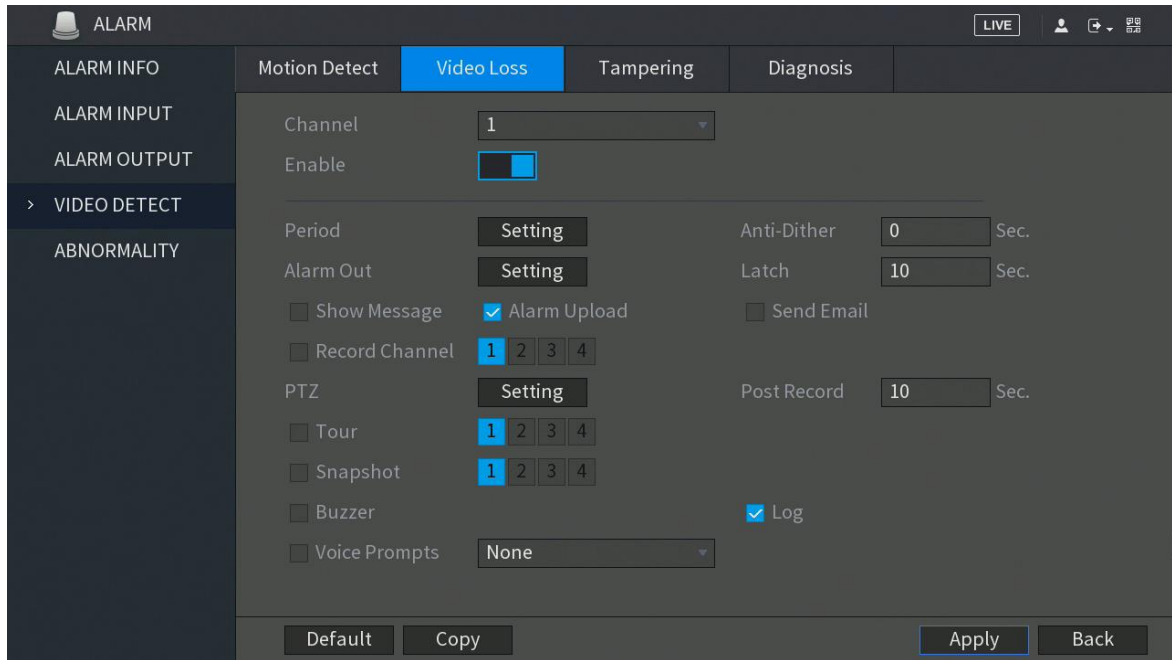 ALARM
LIVE
ALARM INFO
ALARM INPUT
ALARM OUTPUT
> VIDEO DETECT
ABNORMALITY
Motion Detect Video Loss Tampering Diagnosis
Channel 1
Enable
Period Setting Anti-Dither 0 Sec.
Alarm Out Setting Latch 10 Sec.
Show Message Alarm Upload Send Email
Record Channel 1 2 3 4
PTZ Setting Post Record 10 Sec.
Tour 1 2 3 4
Snapshot 1 2 3 4
Buzzer Log
Voice Prompts None
Default Copy Apply Back